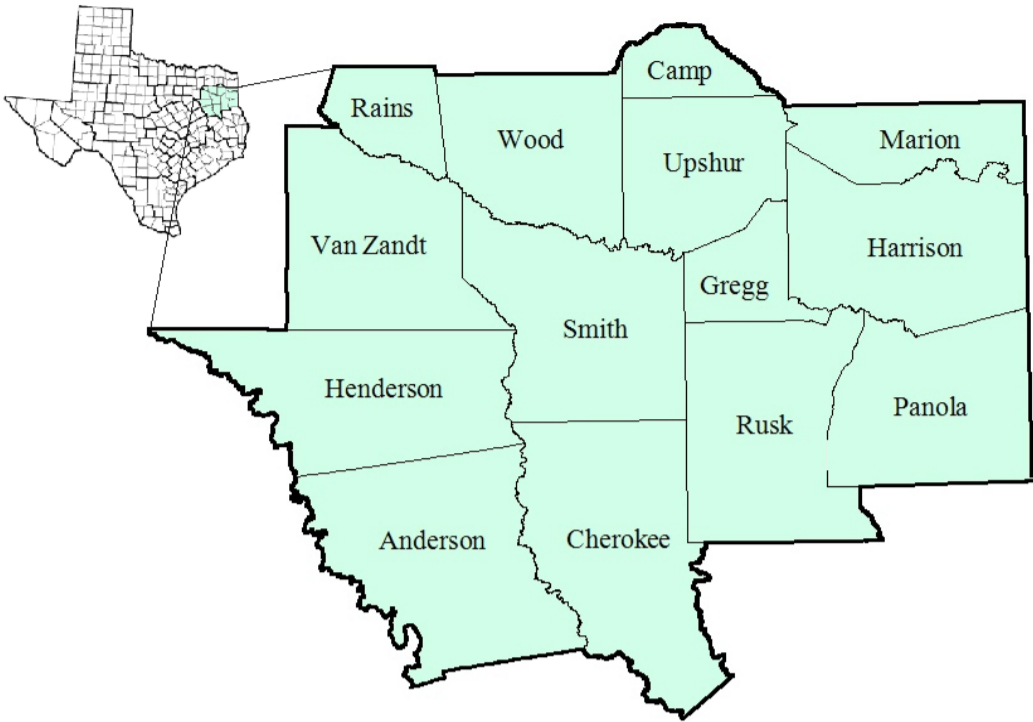 Camp
Rains
Wood
Marion
Upshur
Van Zandt
Harrison
Gregg
Smith
Henderson
Panola
Rusk
Anderson
Cherokee